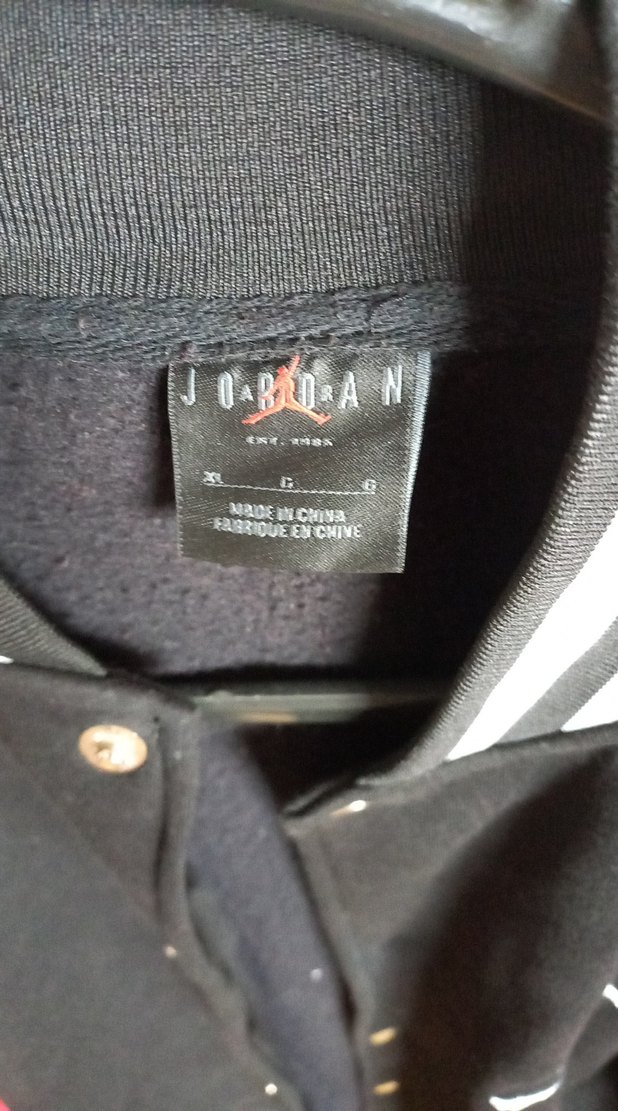 JORDAN
EST. 1985
XL G G
MADE IN CHINA
FABRIQUE EN CHINE